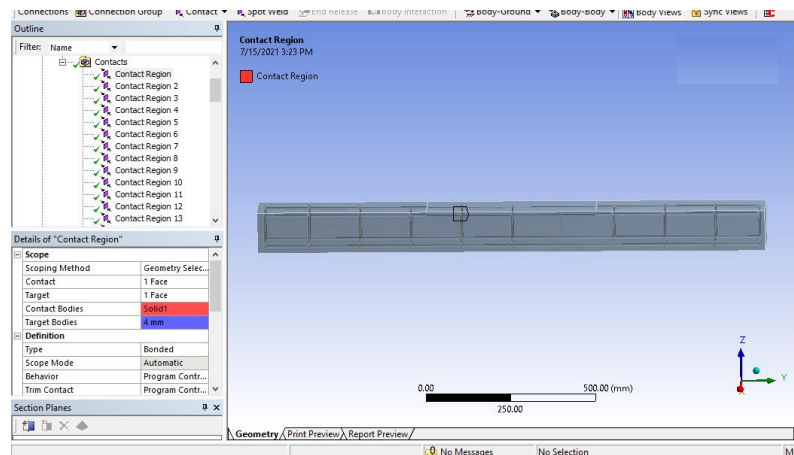 Connections Connection Group Contact Spot Weld End Release Body Interaction Body-Ground Body-Body Body Views Sync Views
Outline
Filter: Name
Contacts
Contact Region
Contact Region 2
Contact Region 3
Contact Region 4
Contact Region 5
Contact Region 6
Contact Region 7
Contact Region 8
Contact Region 9
Contact Region 10
Contact Region 11
Contact Region 12
Contact Region 13
Details of "Contact Region"
Scope
Scoping Method Geometry Selec...
Contact 1 Face
Target 1 Face
Contact Bodies Solid1
Target Bodies 4 mm
Definition
Type Bonded
Scope Mode Automatic
Behavior Program Contr...
Trim Contact Program Contr...
Section Planes
Contact Region
7/15/2021 3:23 PM
Contact Region
Z
Y
0.00 500.00 (mm)
250.00
Geometry Print Preview Report Preview
0 No Messages No Selection M